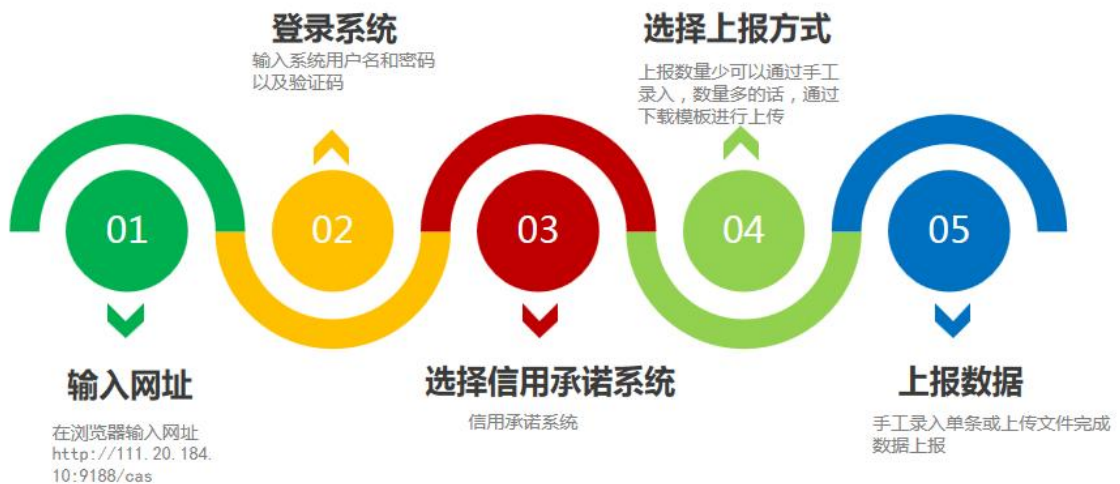 登录系统
输入系统用户名和密码
以及验证码
选择上报方式
上报数量少可以通过手工
录入，数量多的话，通过
下载模板进行上传
01
02
03
04
05
输入网址
在浏览器输入网址
http://111.20.184.
10:9188/cas
选择信用承诺系统
信用承诺系统
上报数据
手工录入单条或上传文件完成
数据上报